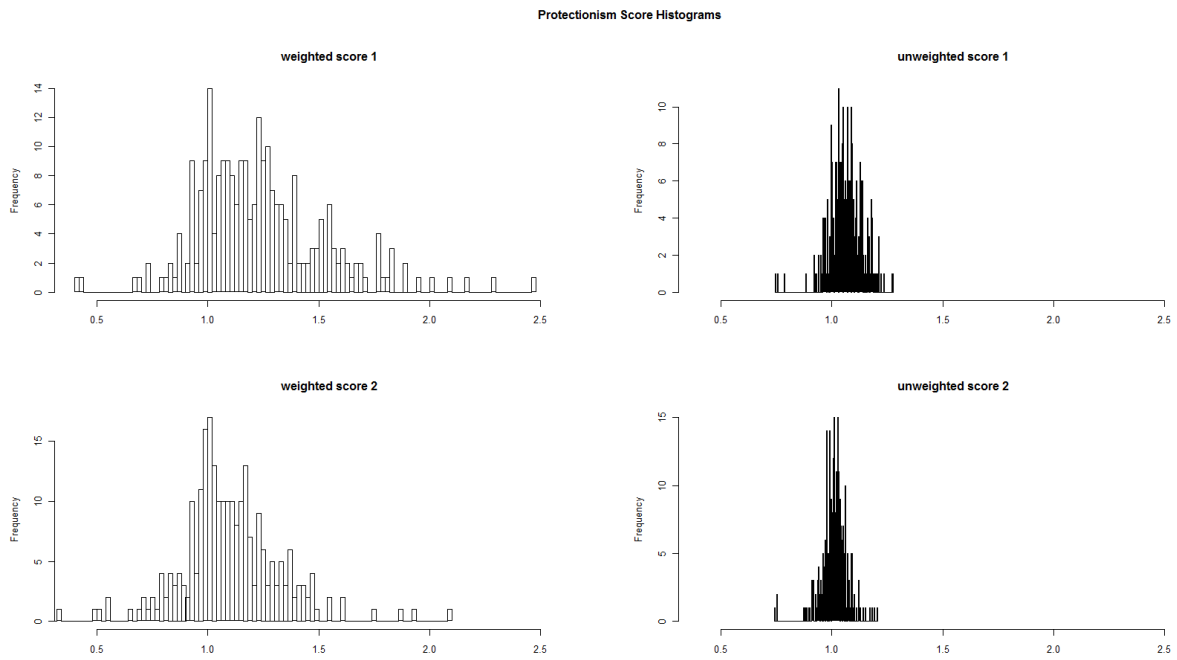 Protectionism Score Histograms
weighted score 1
Frequency
0 2 4 6 8 10 12 14
0.5 1.0 1.5 2.0 2.5
unweighted score 1
Frequency
0 2 4 6 8 10
0.5 1.0 1.5 2.0 2.5
weighted score 2
Frequency
0 5 10 15
0.5 1.0 1.5 2.0 2.5
unweighted score 2
Frequency
0 5 10 15
0.5 1.0 1.5 2.0 2.5